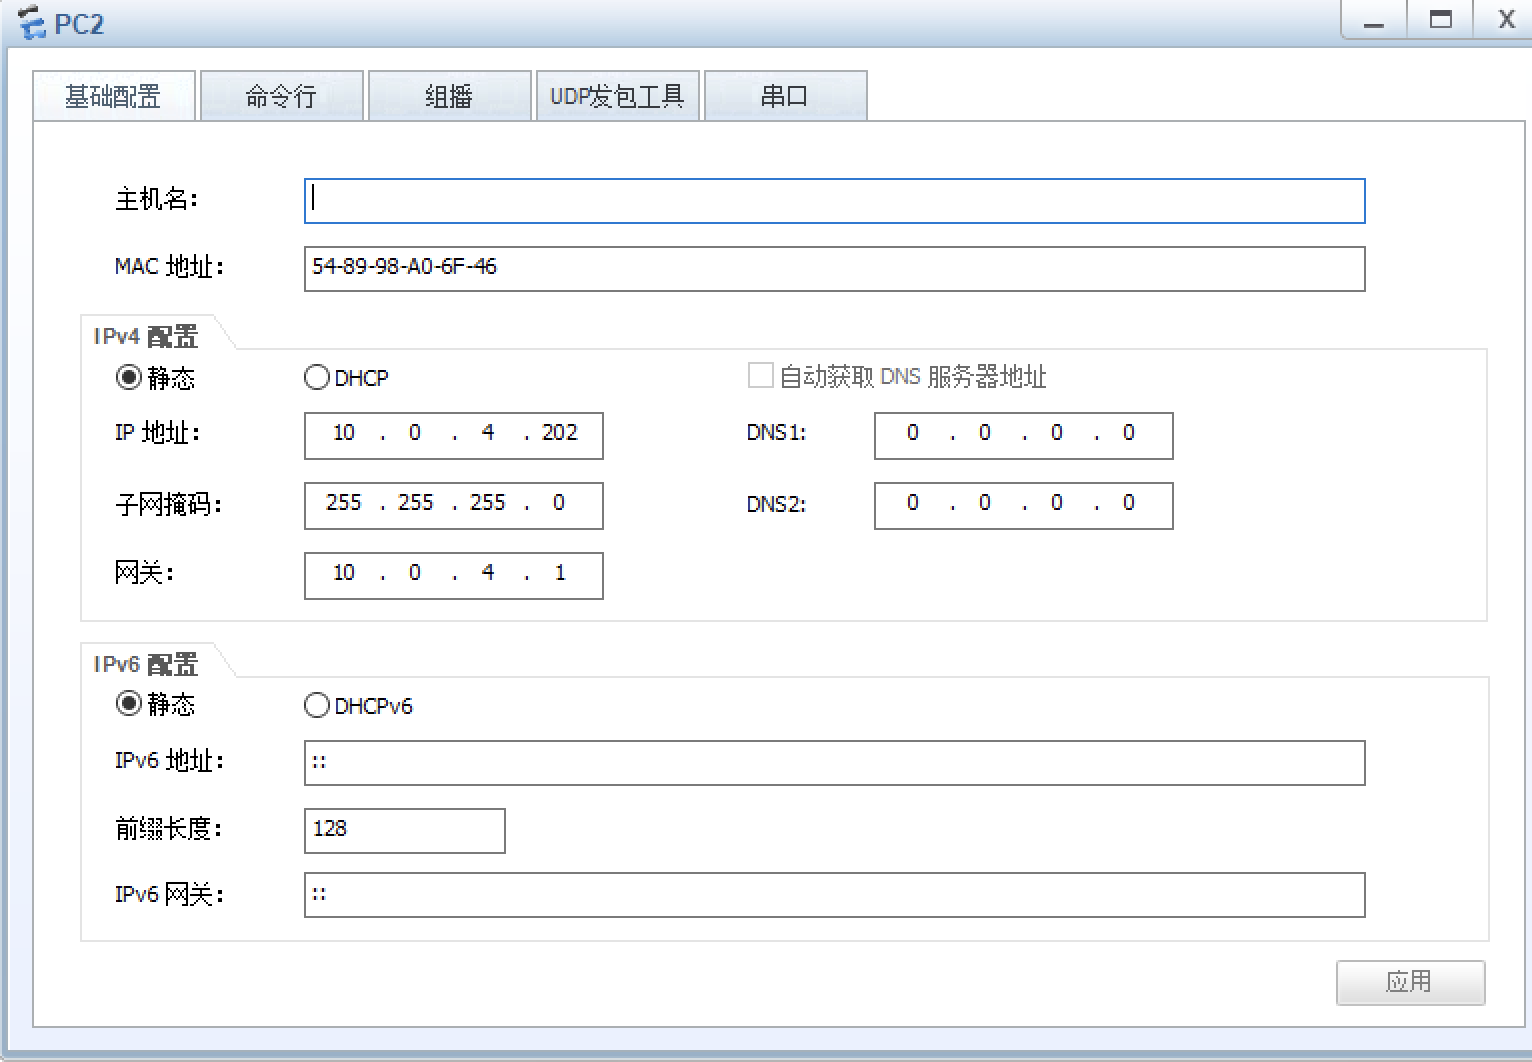 PC2
基础配置 命令行 组播 UDP发包工具 串口
主机名:
MAC 地址: 54-89-98-A0-6F-46
IPv4 配置
静态 DHCP 自动获取 DNS 服务器地址
IP 地址: 10 . 0 . 4 . 202 DNS1: 0 . 0 . 0 . 0
子网掩码: 255 . 255 . 255 . 0 DNS2: 0 . 0 . 0 . 0
网关: 10 . 0 . 4 . 1
IPv6 配置
静态 DHCPv6
IPv6 地址: ::
前缀长度: 128
IPv6 网关: ::
应用